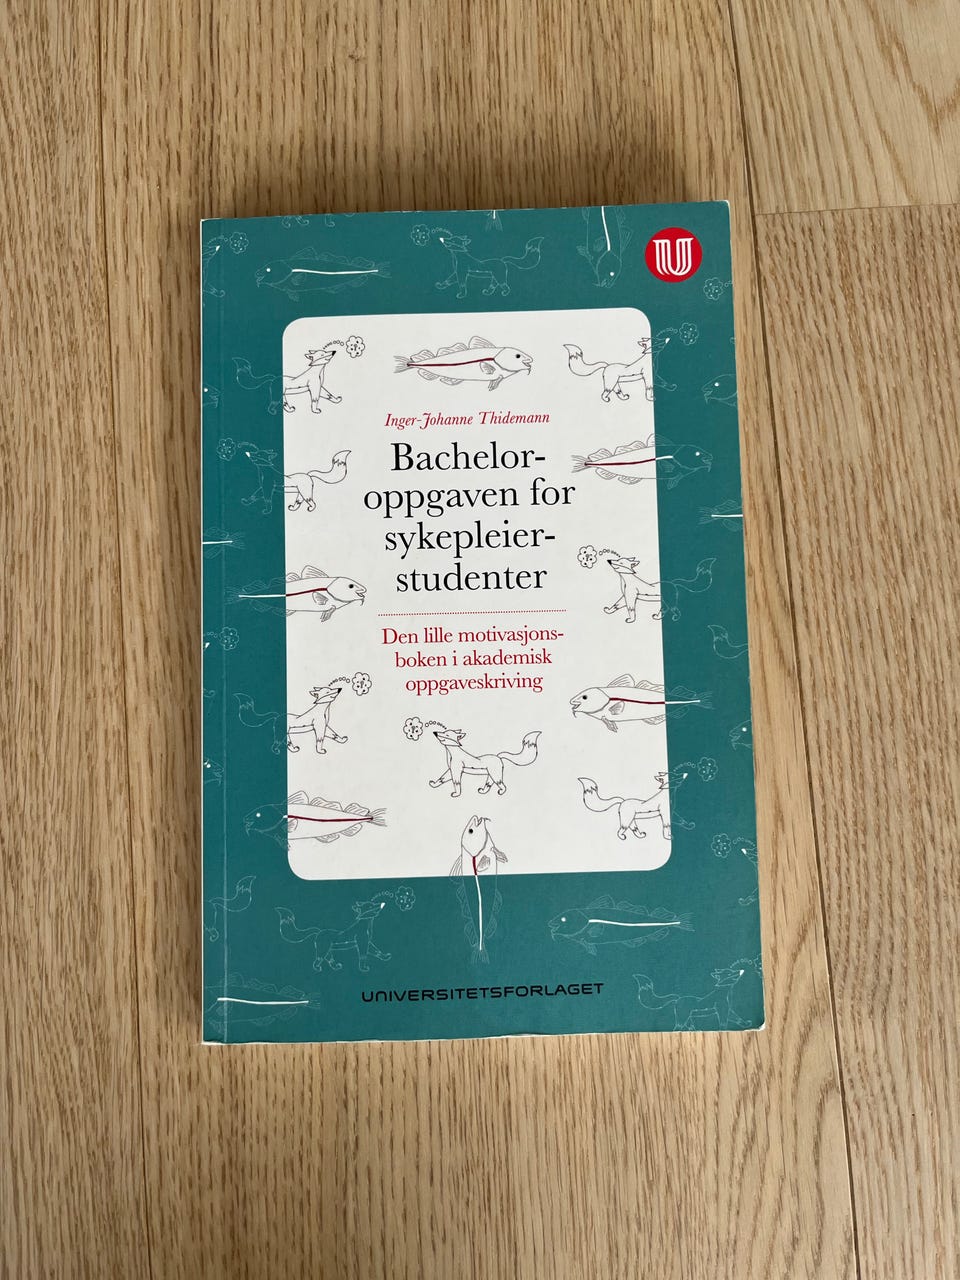 U
Inger-Johanne Thidemann
Bachelor-
oppgaven for
sykepleier-
studenter
Den lille motivasjons-
boken i akademisk
oppgaveskriving
UNIVERSITETSFORLAGET